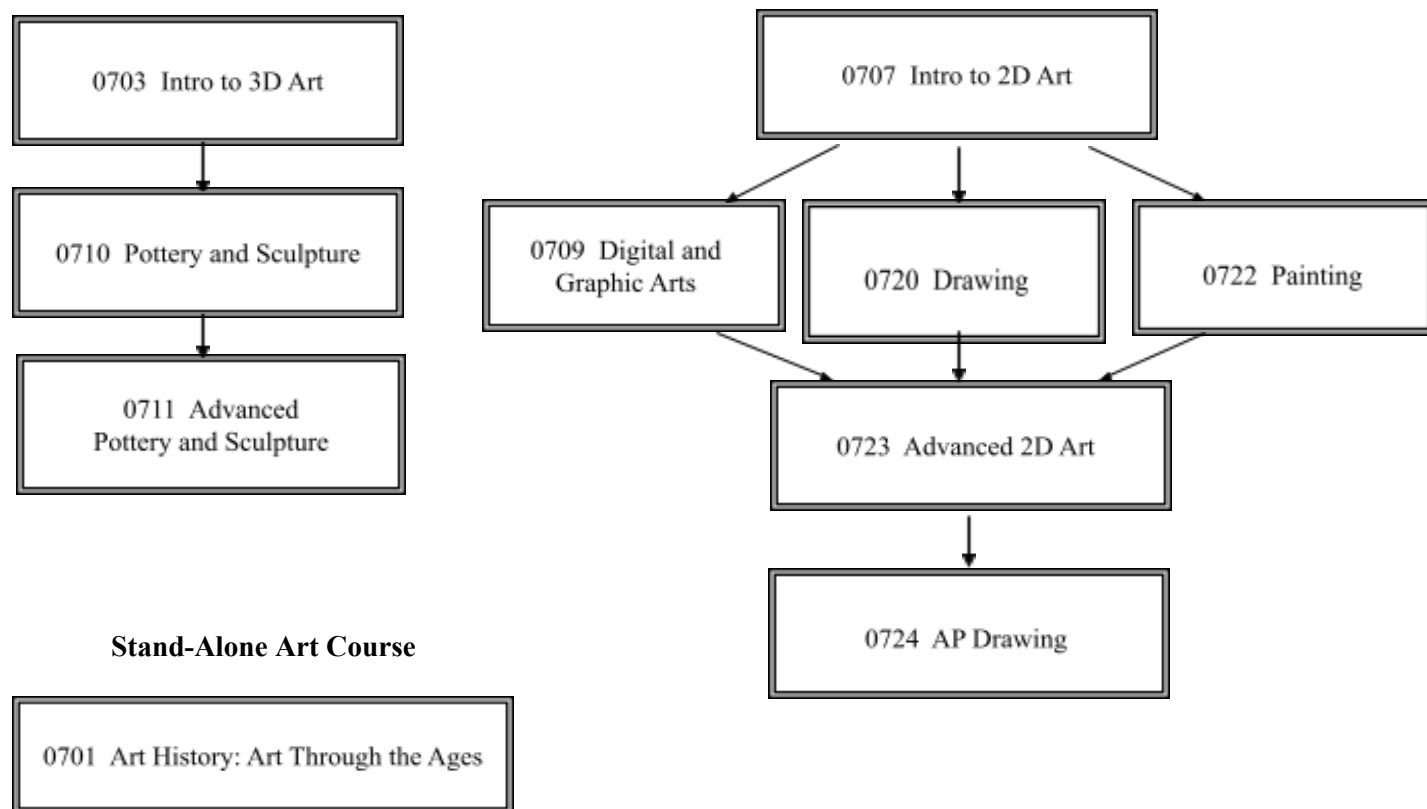 0703 Intro to 3D Art
0710 Pottery and Sculpture
0711 Advanced
Pottery and Sculpture
0707 Intro to 2D Art
0709 Digital and
Graphic Arts
0720 Drawing
0722 Painting
0723 Advanced 2D Art
0724 AP Drawing
Stand-Alone Art Course
0701 Art History: Art Through the Ages